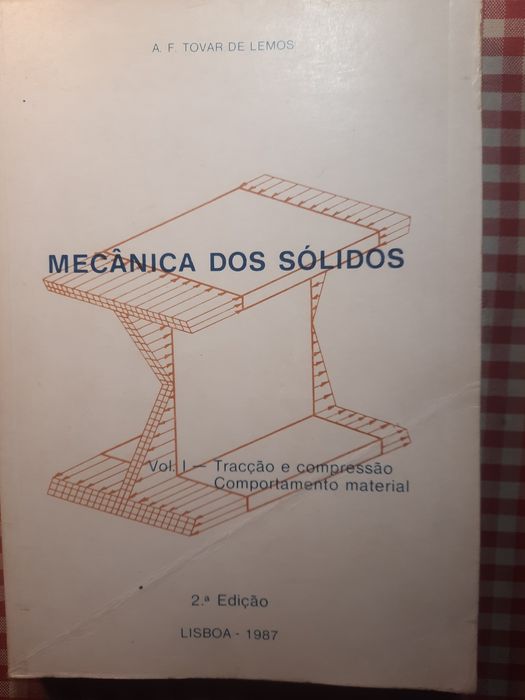 A. F. TOVAR DE LEMOS
MECÂNICA DOS SÓLIDOS
Vol. I — Tracção e compressão
Comportamento material
2.ª Edição
LISBOA - 1987